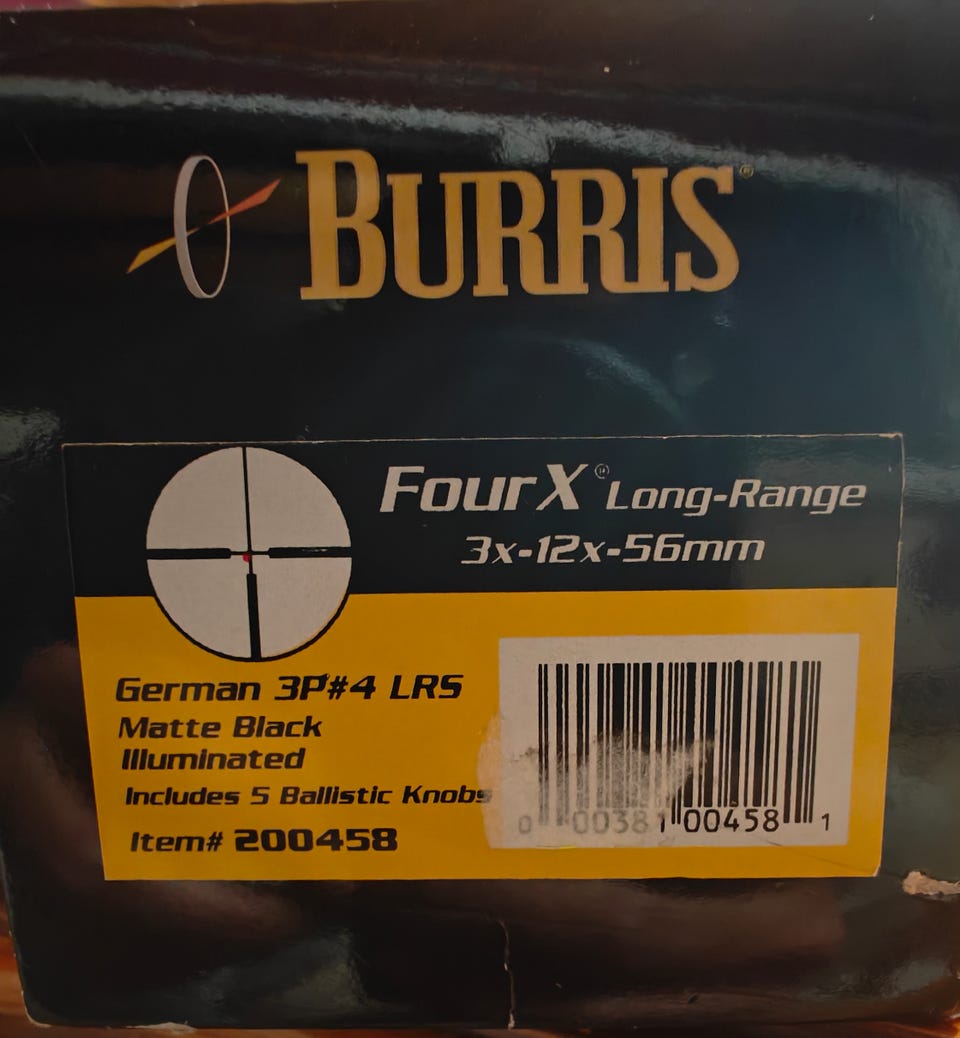 BURRIS®
FourX® Long-Range
3x-12x-56mm
German 3P#4 LRS
Matte Black
Illuminated
Includes 5 Ballistic Knobs
Item# 200458
0 00381 00458 1